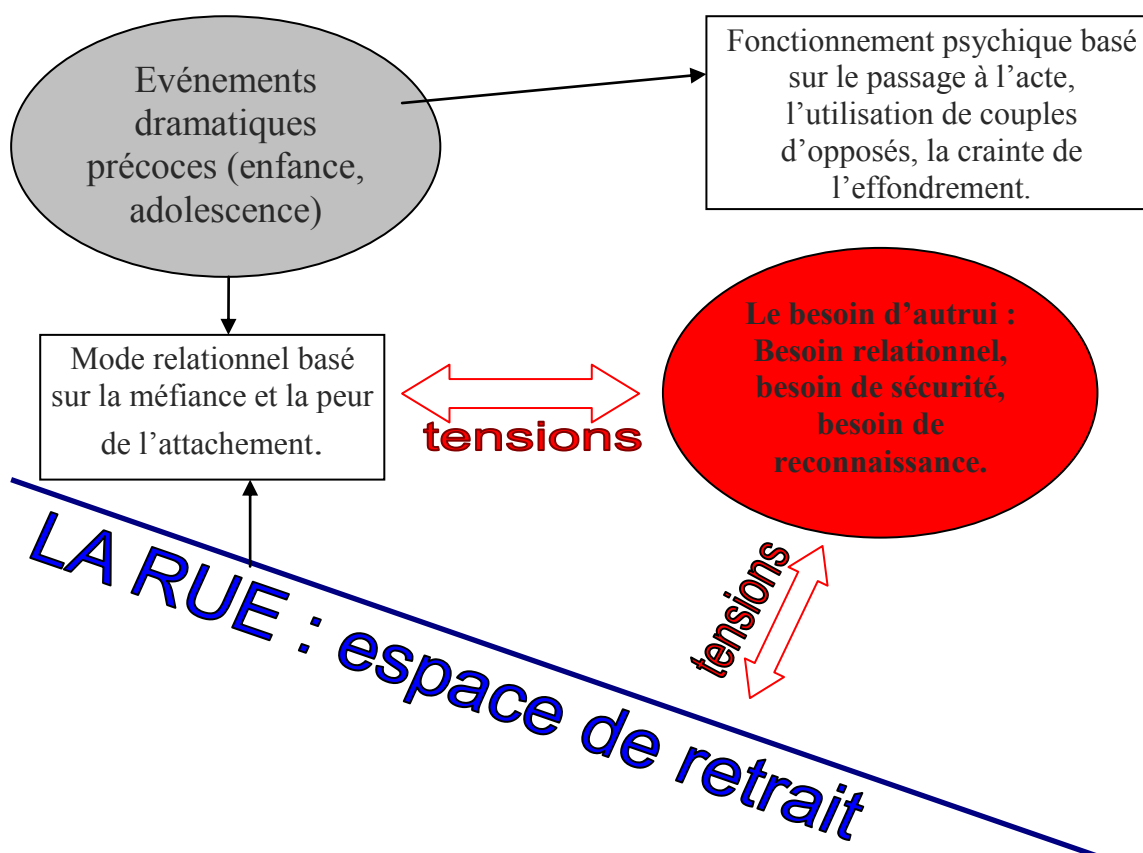 Evénements
dramatiques
précoces (enfance,
adolescence)
Fonctionnement psychique basé
sur le passage à l’acte,
l’utilisation de couples
d’opposés, la crainte de
l’effondrement.
Mode relationnel basé
sur la méfiance et la peur
de l’attachement.
tensions
Le besoin d’autrui :
Besoin relationnel,
besoin de sécurité,
besoin de
reconnaissance.
tensions
LA RUE : espace de retrait